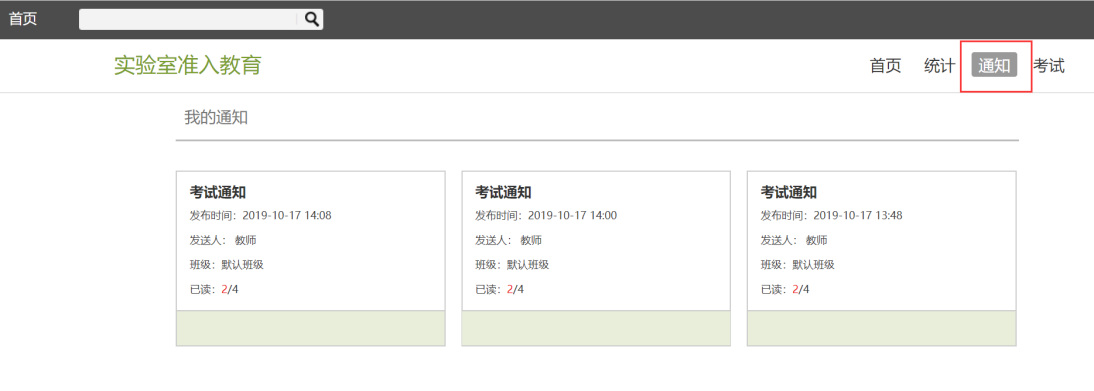 首页
实验室准入教育
首页 统计 通知 考试
我的通知
考试通知
发布时间：2019-10-17 14:08
发送人： 教师
班级：默认班级
已读：2/4
考试通知
发布时间：2019-10-17 14:00
发送人： 教师
班级：默认班级
已读：2/4
考试通知
发布时间：2019-10-17 13:48
发送人： 教师
班级：默认班级
已读：2/4